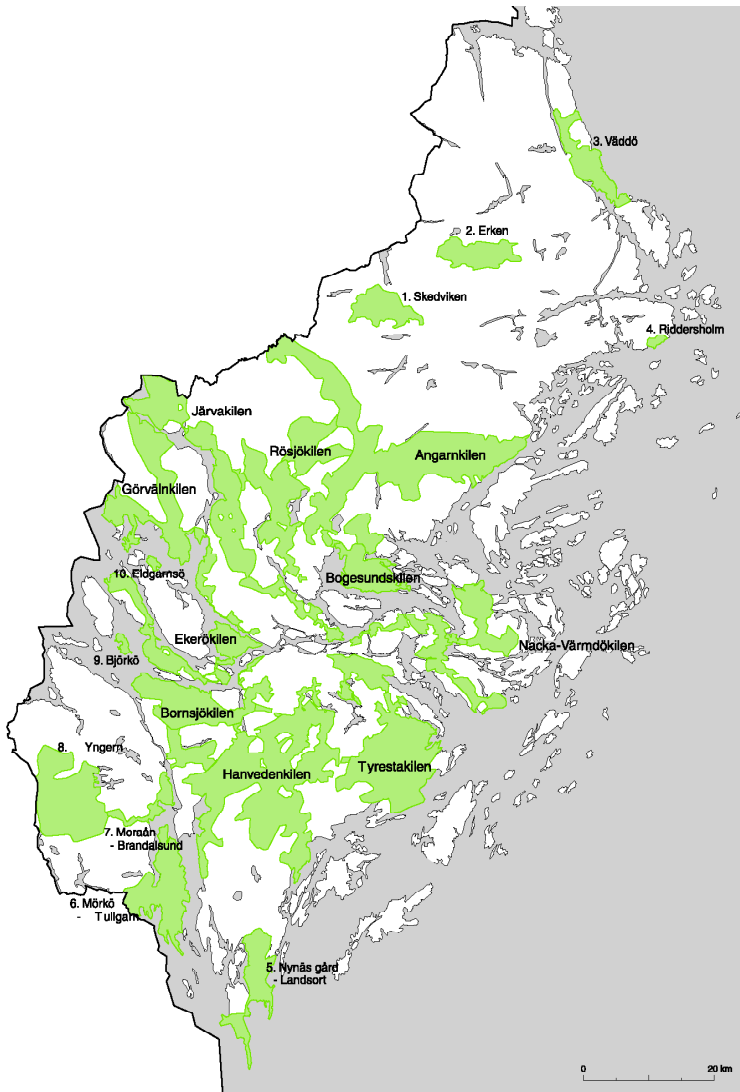 3. Väddö
2. Erken
1. Skedviken
4. Riddersholm
Järvakilen
Rösjökilen
Angarnkilen
Görvälnkilen
10. Eldgarnsö
Bogesundskilen
Ekerökilen
Nacka-Värmdökilen
9. Björkö
Bornsjökilen
8. Yngern
Hanvedenkilen
Tyrestakilen
7. Moraån
- Brandalsund
6. Mörkö
- Tullgarn
5. Nynäs gård
- Landsort
0 20 km